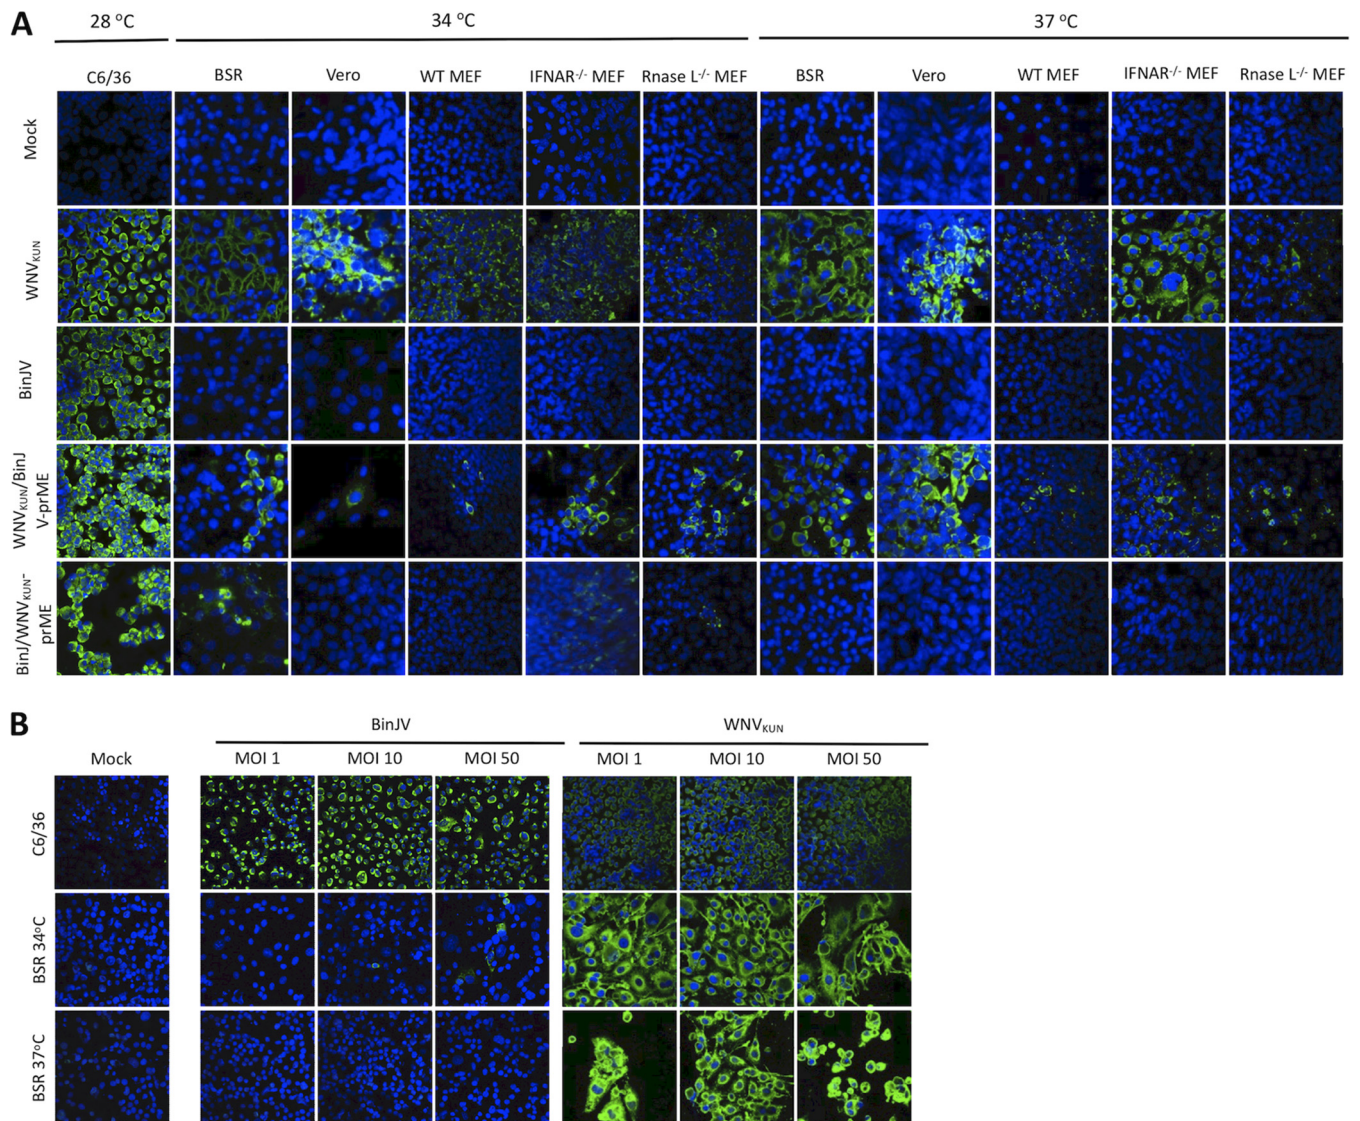 A
28 °C 34 °C 37 °C
C6/36 BSR Vero WT MEF IFNAR-/- MEF Rnase L-/- MEF BSR Vero WT MEF IFNAR-/- MEF Rnase L-/- MEF
Mock
WNVKUN
BinJV
WNVKUN/BinJ
V-prME
BinJ/WNVKUN-
prME
B
BinJV WNVKUN
Mock MOI 1 MOI 10 MOI 50 MOI 1 MOI 10 MOI 50
C6/36
BSR 34°C
BSR 37°C